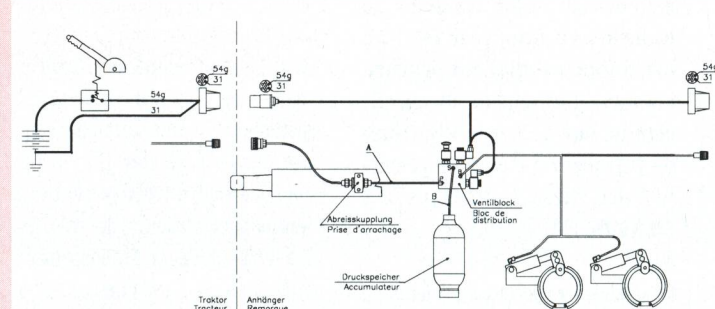 54g
31
54g
31
54g
31
54g
31
A
B
P
Abreisskupplung
Prise d'arrachage
Ventilblock
Bloc de
distribution
Druckspeicher
Accumulateur
Traktor
Tracteur
Anhänger
Remorque